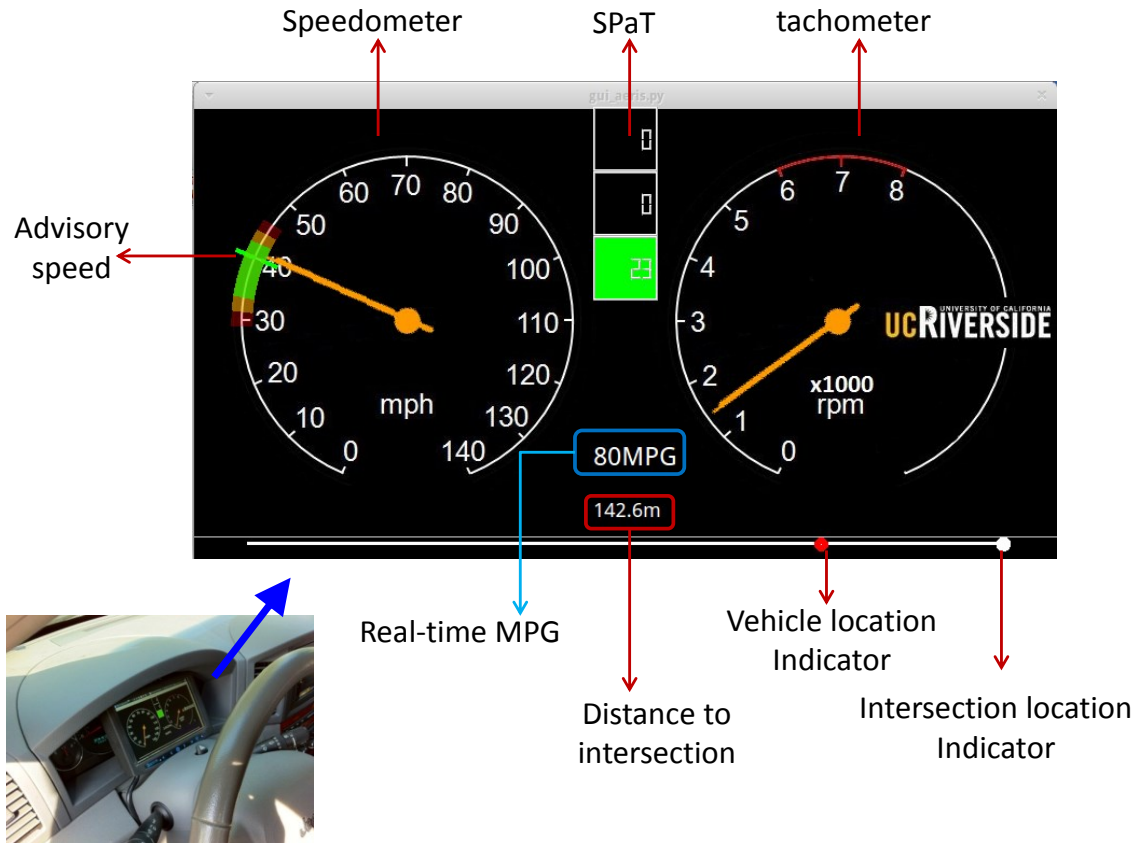 Speedometer
SPaT
tachometer
gui_aeris.py
0
0
23
Advisory
speed
0
10
20
30
40
50
60
70
80
90
100
110
120
130
140
mph
0
1
2
3
4
5
6
7
8
x1000
rpm
UNIVERSITY OF CALIFORNIA
UCRIVERSIDE
80MPG
142.6m
Real-time MPG
Vehicle location
Indicator
Distance to
intersection
Intersection location
Indicator